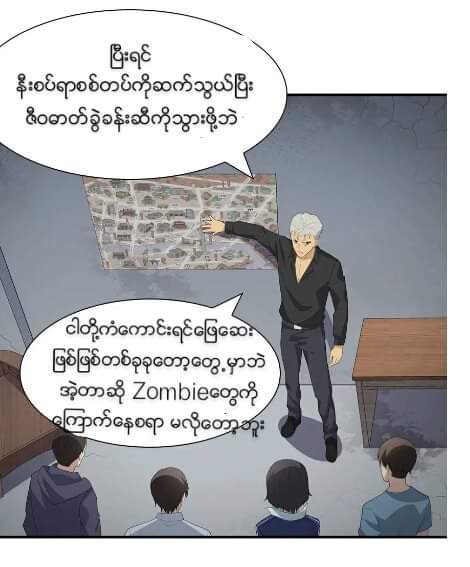 ပြီးရင်
နီးစပ်ရာစစ်တပ်ကိုဆက်သွယ်ပြီး
ဇီဝဓာတ်ခွဲခန်းဆီကိုသွားဖို့ဘဲ
ငါတို့ကံကောင်းရင်ဖြေဆေး
ဖြစ်ဖြစ်တစ်ခုခုတော့တွေ့မှာဘဲ
အဲ့တာဆို Zombieတွေကို
ကြောက်နေစရာ မလိုတော့ဘူး